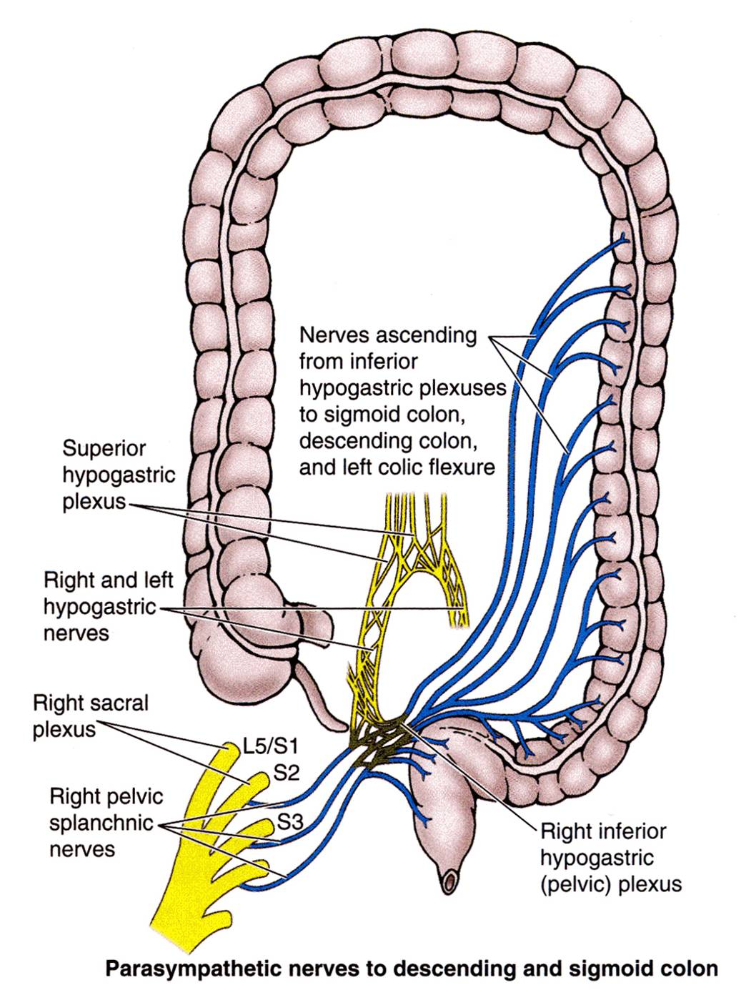 Nerves ascending
from inferior
hypogastric plexuses
to sigmoid colon,
descending colon,
and left colic flexure
Superior
hypogastric
plexus
Right and left
hypogastric
nerves
Right sacral
plexus
L5/S1
S2
Right pelvic
splanchnic
nerves
S3
Right inferior
hypogastric
(pelvic) plexus
Parasympathetic nerves to descending and sigmoid colon